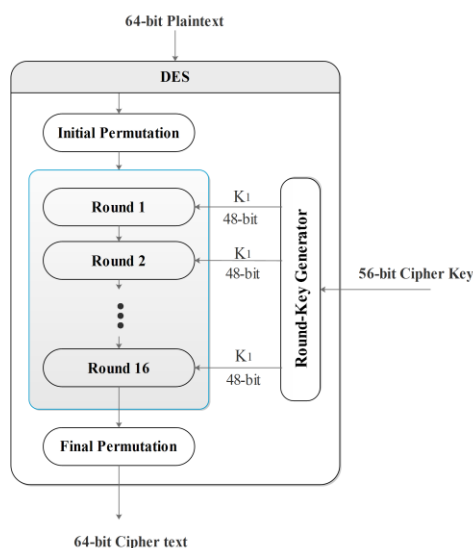 64-bit Plaintext
DES
Initial Permutation
Round 1
K1
48-bit
Round 2
K1
48-bit
Round-Key Generator
56-bit Cipher Key
Round 16
K1
48-bit
Final Permutation
64-bit Cipher text